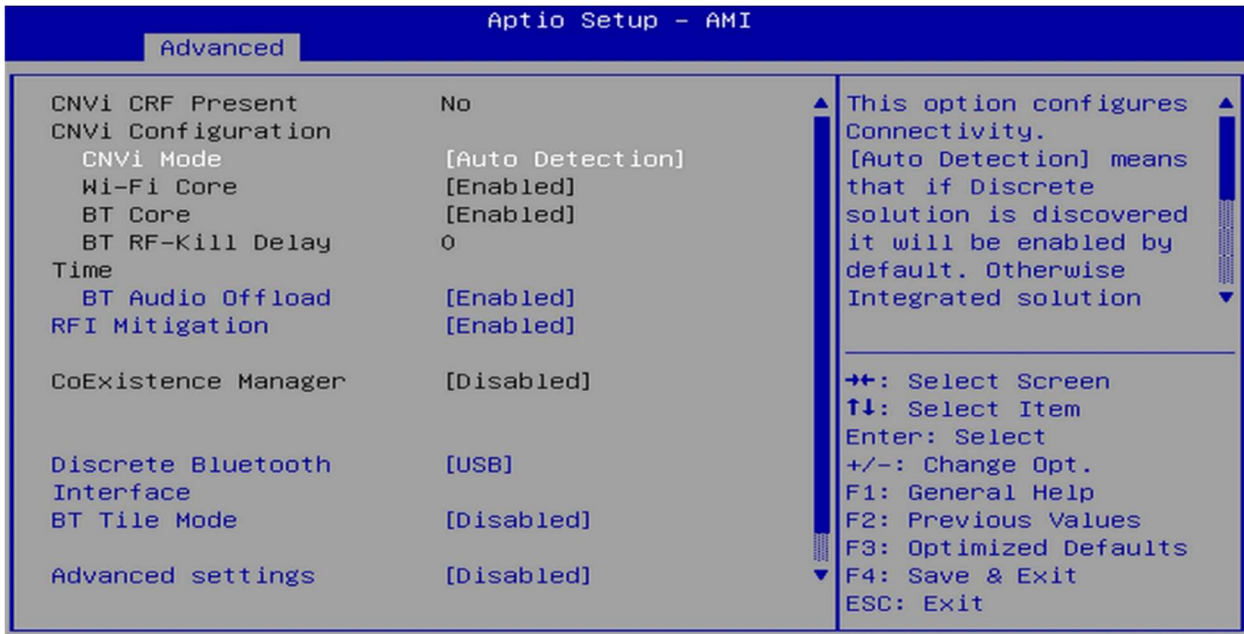 Aptio Setup – AMI
Advanced
CNVi CRF Present No
CNVi Configuration
CNVi Mode [Auto Detection]
Wi-Fi Core [Enabled]
BT Core [Enabled]
BT RF-Kill Delay 0
Time
BT Audio Offload [Enabled]
RFI Mitigation [Enabled]
CoExistence Manager [Disabled]
Discrete Bluetooth [USB]
Interface
BT Tile Mode [Disabled]
Advanced settings [Disabled]
This option configures
Connectivity.
[Auto Detection] means
that if Discrete
solution is discovered
it will be enabled by
default. Otherwise
Integrated solution
→←: Select Screen
↑↓: Select Item
Enter: Select
+/-: Change Opt.
F1: General Help
F2: Previous Values
F3: Optimized Defaults
F4: Save & Exit
ESC: Exit